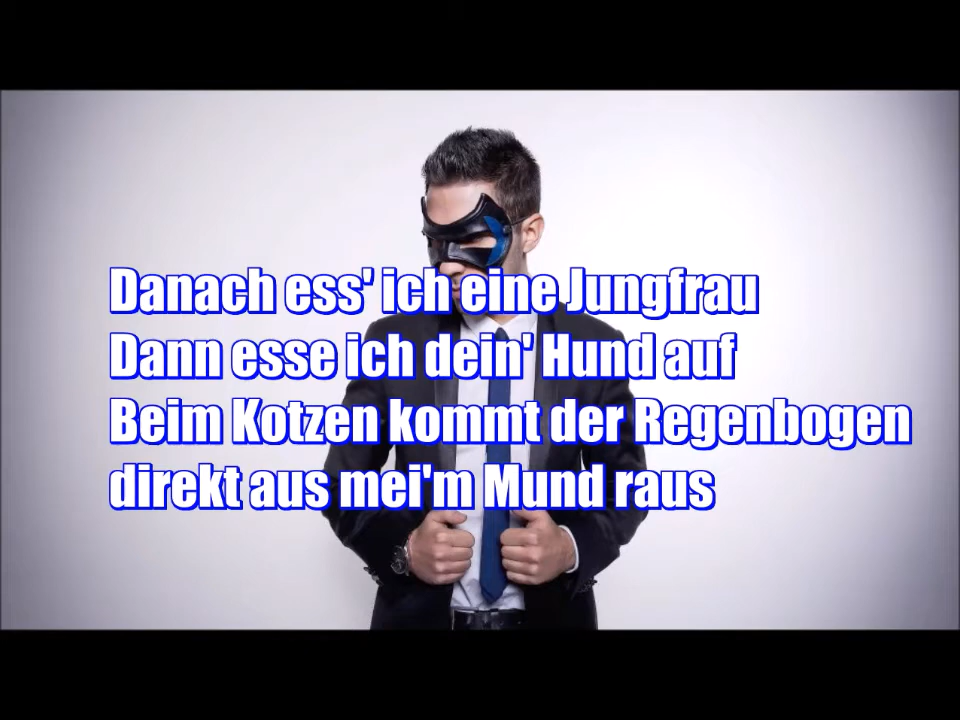 Danach ess' ich eine Jungfrau
Dann esse ich dein' Hund auf
Beim Kotzen kommt der Regenbogen
direkt aus mei'm Mund raus